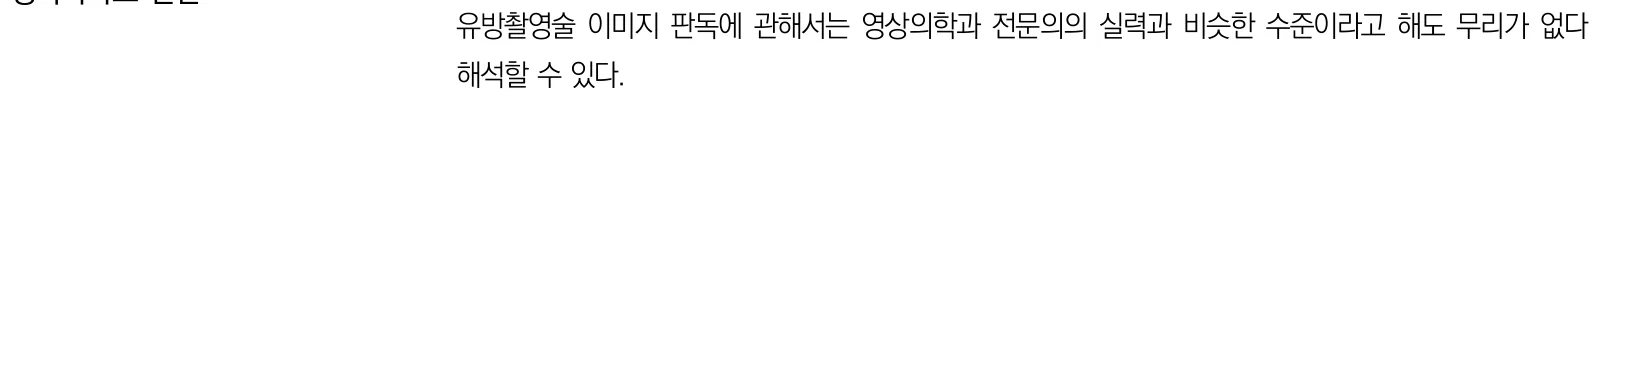 유방촬영술 이미지 판독에 관해서는 영상의학과 전문의의 실력과 비슷한 수준이라고 해도 무리가 없다
해석할 수 있다.